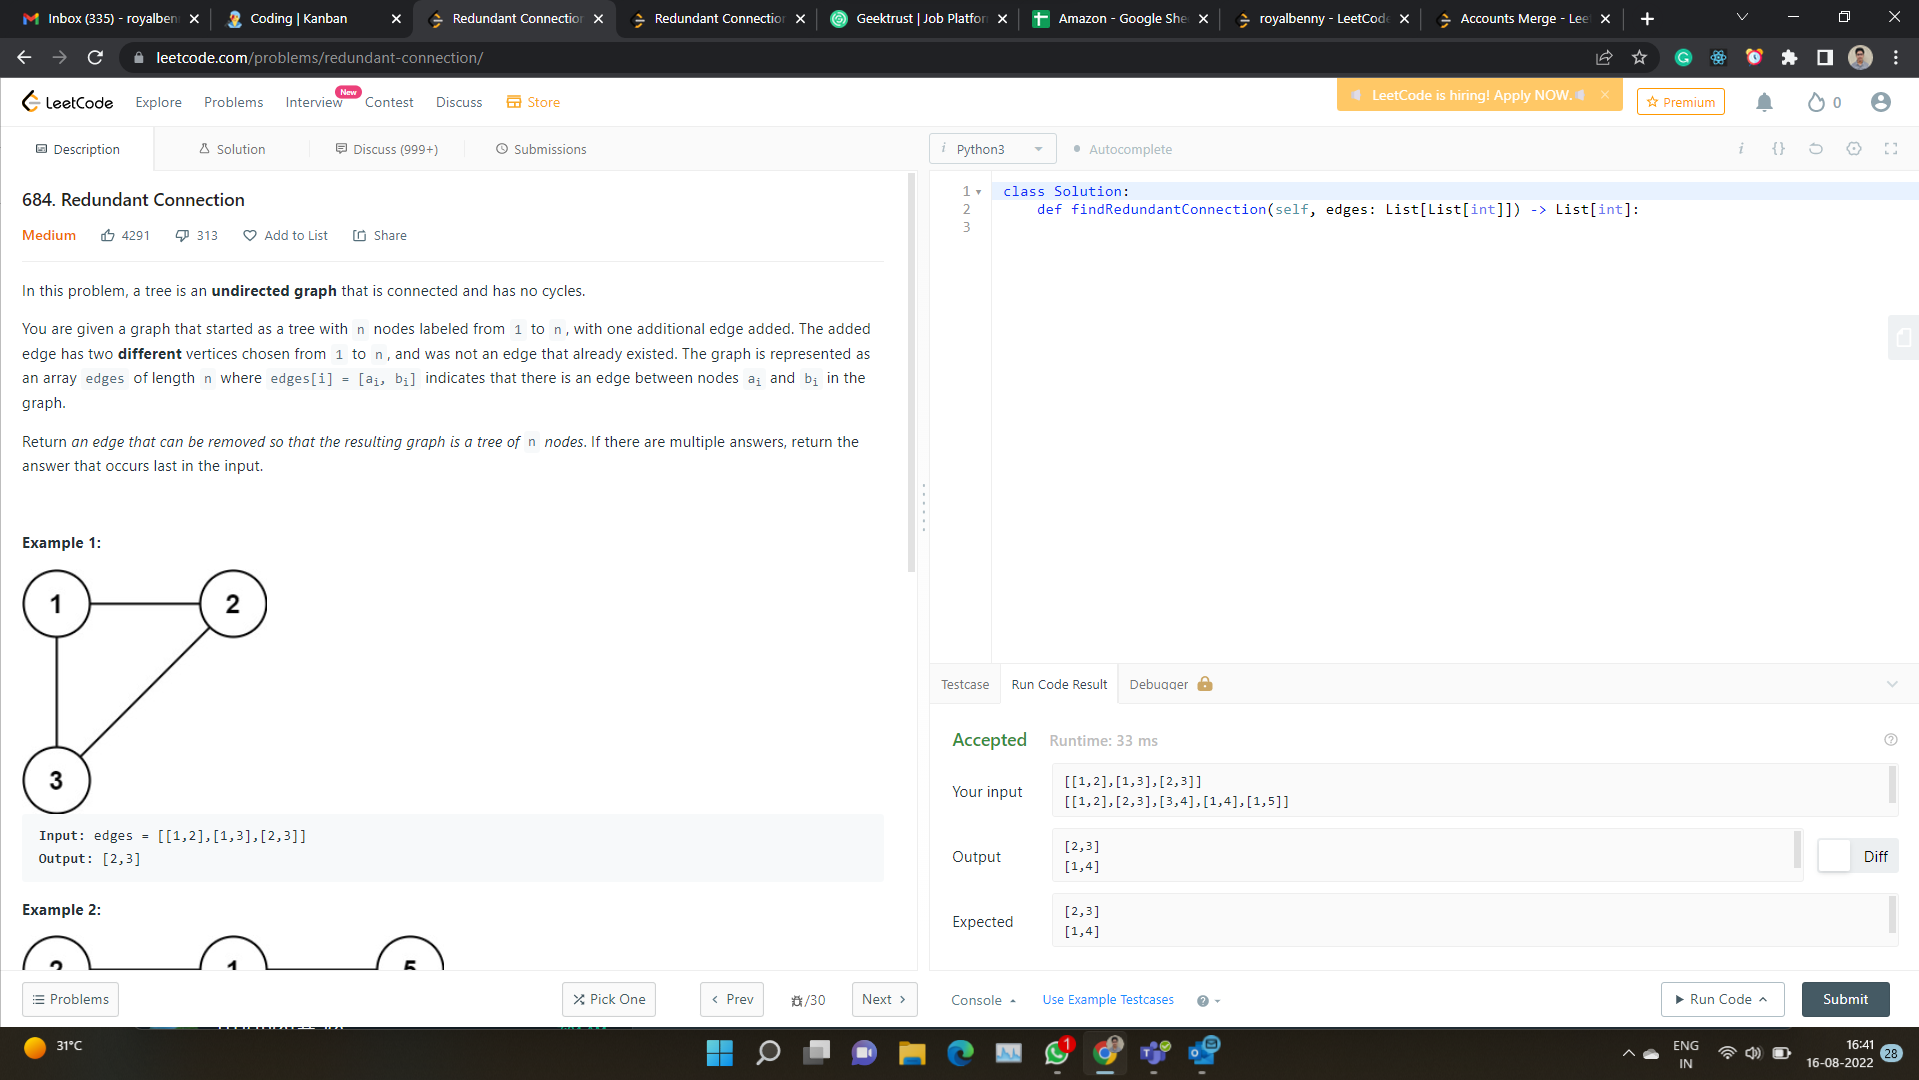 Inbox (335) - royalben
Coding | Kanban
Redundant Connection
Redundant Connection
Geektrust | Job Platfor
Amazon - Google She
royalbenny - LeetCode
Accounts Merge - Lee
leetcode.com/problems/redundant-connection/
LeetCode
Explore
Problems
Interview
New
Contest
Discuss
Store
LeetCode is hiring! Apply NOW.
Premium
0
Description
Solution
Discuss (999+)
Submissions
i Python3
Autocomplete
i
{}
684. Redundant Connection
Medium
4291
313
Add to List
Share
In this problem, a tree is an undirected graph that is connected and has no cycles.
You are given a graph that started as a tree with n nodes labeled from 1 to n, with one additional edge added. The added
edge has two different vertices chosen from 1 to n, and was not an edge that already existed. The graph is represented as
an array edges of length n where edges[i] = [ai, bi] indicates that there is an edge between nodes ai and bi in the
graph.
Return an edge that can be removed so that the resulting graph is a tree of n nodes. If there are multiple answers, return the
answer that occurs last in the input.
Example 1:
1
2
3
Input: edges = [[1,2],[1,3],[2,3]]
Output: [2,3]
Example 2:
2
1
5
Problems
Pick One
Prev
/30
Next
1
class Solution:
2
def findRedundantConnection(self, edges: List[List[int]]) -> List[int]:
3
Testcase
Run Code Result
Debugger
Accepted
Runtime: 33 ms
Your input
[[1,2],[1,3],[2,3]]
[[1,2],[2,3],[3,4],[1,4],[1,5]]
Output
[2,3]
[1,4]
Diff
Expected
[2,3]
[1,4]
Console
Use Example Testcases
Run Code
Submit
31°C
1
ENG
IN
16:41
16-08-2022
28